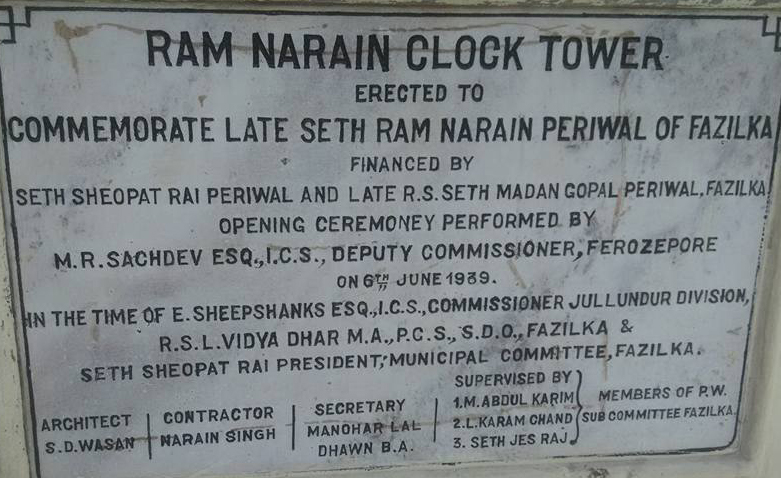 RAM NARAIN CLOCK TOWER
ERECTED TO
COMMEMORATE LATE SETH RAM NARAIN PERIWAL OF FAZILKA
FINANCED BY
SETH SHEOPAT RAI PERIWAL AND LATE R.S. SETH MADAN GOPAL PERIWAL, FAZILKA
OPENING CEREMONEY PERFORMED BY
M.R. SACHDEV ESQ., I.C.S., DEPUTY COMMISSIONER, FEROZEPORE
ON 6TH JUNE 1939.
IN THE TIME OF E. SHEEPSHANKS ESQ., I.C.S., COMMISSIONER JULLUNDUR DIVISION,
R.S.L. VIDYA DHAR M.A., P.C.S., S.D.O., FAZILKA &
SETH SHEOPAT RAI PRESIDENT, MUNICIPAL COMMITTEE, FAZILKA.
ARCHITECT
S.D. WASAN
CONTRACTOR
NARAIN SINGH
SECRETARY
MANOHAR LAL
DHAWN B.A.
SUPERVISED BY
1. M. ABDUL KARIM
2. L. KARAM CHAND
3. SETH JES RAJ
MEMBERS OF P.W.
SUB COMMITTEE FAZILKA.